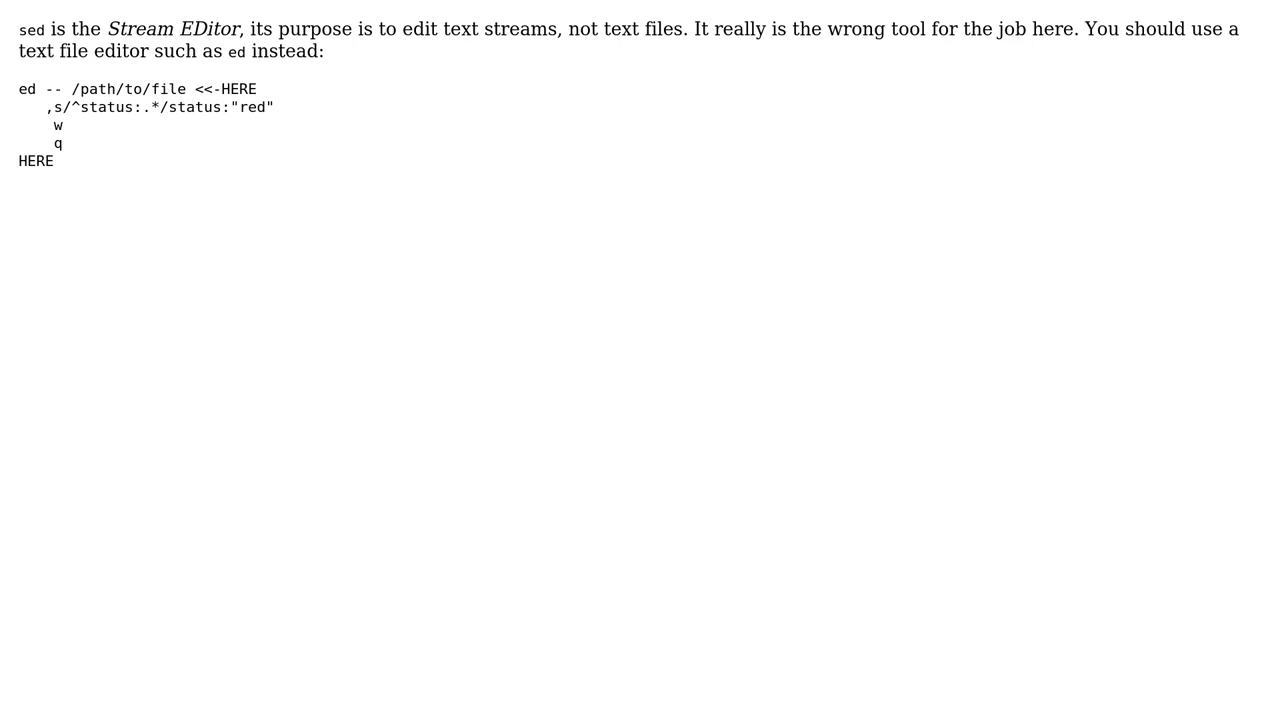 sed is the Stream EDitor, its purpose is to edit text streams, not text files. It really is the wrong tool for the job here. You should use a
text file editor such as ed instead:
ed -- /path/to/file <<-HERE
   ,s/^status:.*/status:"red"
    w
    q
HERE